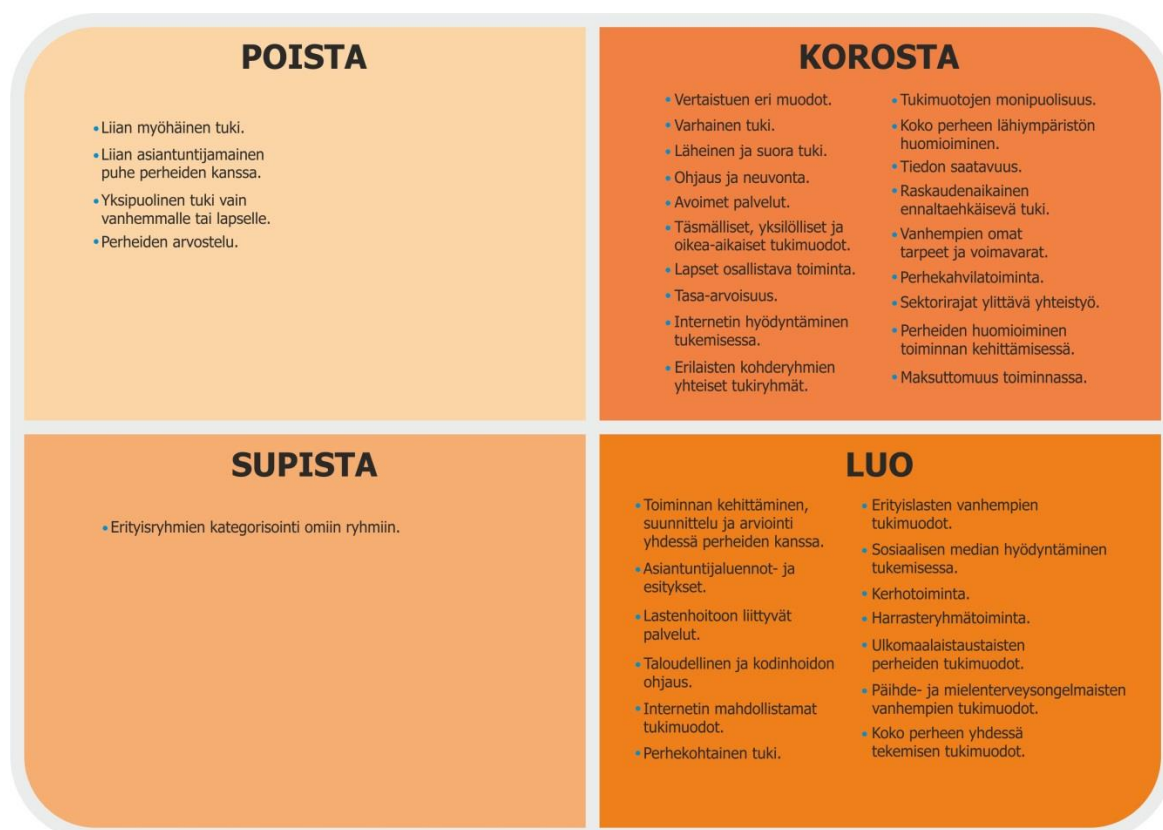 POISTA
• Liian myöhäinen tuki.
• Liian asiantuntijamainen
puhe perheiden kanssa.
• Yksipuolinen tuki vain
vanhemmalle tai lapselle.
• Perheiden arvostelu.
KOROSTA
• Vertaistuen eri muodot.
• Varhainen tuki.
• Läheinen ja suora tuki.
• Ohjaus ja neuvonta.
• Avoimet palvelut.
• Täsmälliset, yksilölliset ja
oikea-aikaiset tukimuodot.
• Lapset osallistava toiminta.
• Tasa-arvoisuus.
• Internetin hyödyntäminen
tukemisessa.
• Erilaisten kohderyhmien
yhteiset tukiryhmät.
• Tukimuotojen monipuolisuus.
• Koko perheen lähiympäristön
huomioiminen.
• Tiedon saatavuus.
• Raskaudenaikainen
ennaltaehkäisevä tuki.
• Vanhempien omat
tarpeet ja voimavarat.
• Perhekahvilatoiminta.
• Sektorirajat ylittävä yhteistyö.
• Perheiden huomioiminen
toiminnan kehittämisessä.
• Maksuttomuus toiminnassa.
SUPISTA
• Erityisryhmien kategorisointi omiin ryhmiin.
LUO
• Toiminnan kehittäminen,
suunnittelu ja arviointi
yhdessä perheiden kanssa.
• Asiantuntijaluennot- ja
esitykset.
• Lastenhoitoon liittyvät
palvelut.
• Taloudellinen ja kodinhoidon
ohjaus.
• Internetin mahdollistamat
tukimuodot.
• Perhekohtainen tuki.
• Erityislasten vanhempien
tukimuodot.
• Sosiaalisen median hyödyntäminen
tukemisessa.
• Kerhotoiminta.
• Harrasteryhmätoiminta.
• Ulkomaalaistaustaisten
perheiden tukimuodot.
• Päihde- ja mielenterveysongelmaisten
vanhempien tukimuodot.
• Koko perheen yhdessä
tekemisen tukimuodot.